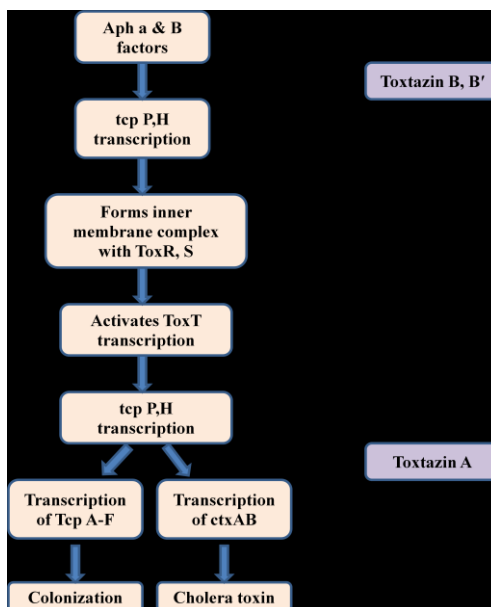 Aph a & B
factors
Toxtazin B, B′
tcp P,H
transcription
Forms inner
membrane complex
with ToxR, S
Activates ToxT
transcription
tcp P,H
transcription
Toxtazin A
Transcription
of Tcp A-F
Transcription
of ctxAB
Colonization
Cholera toxin